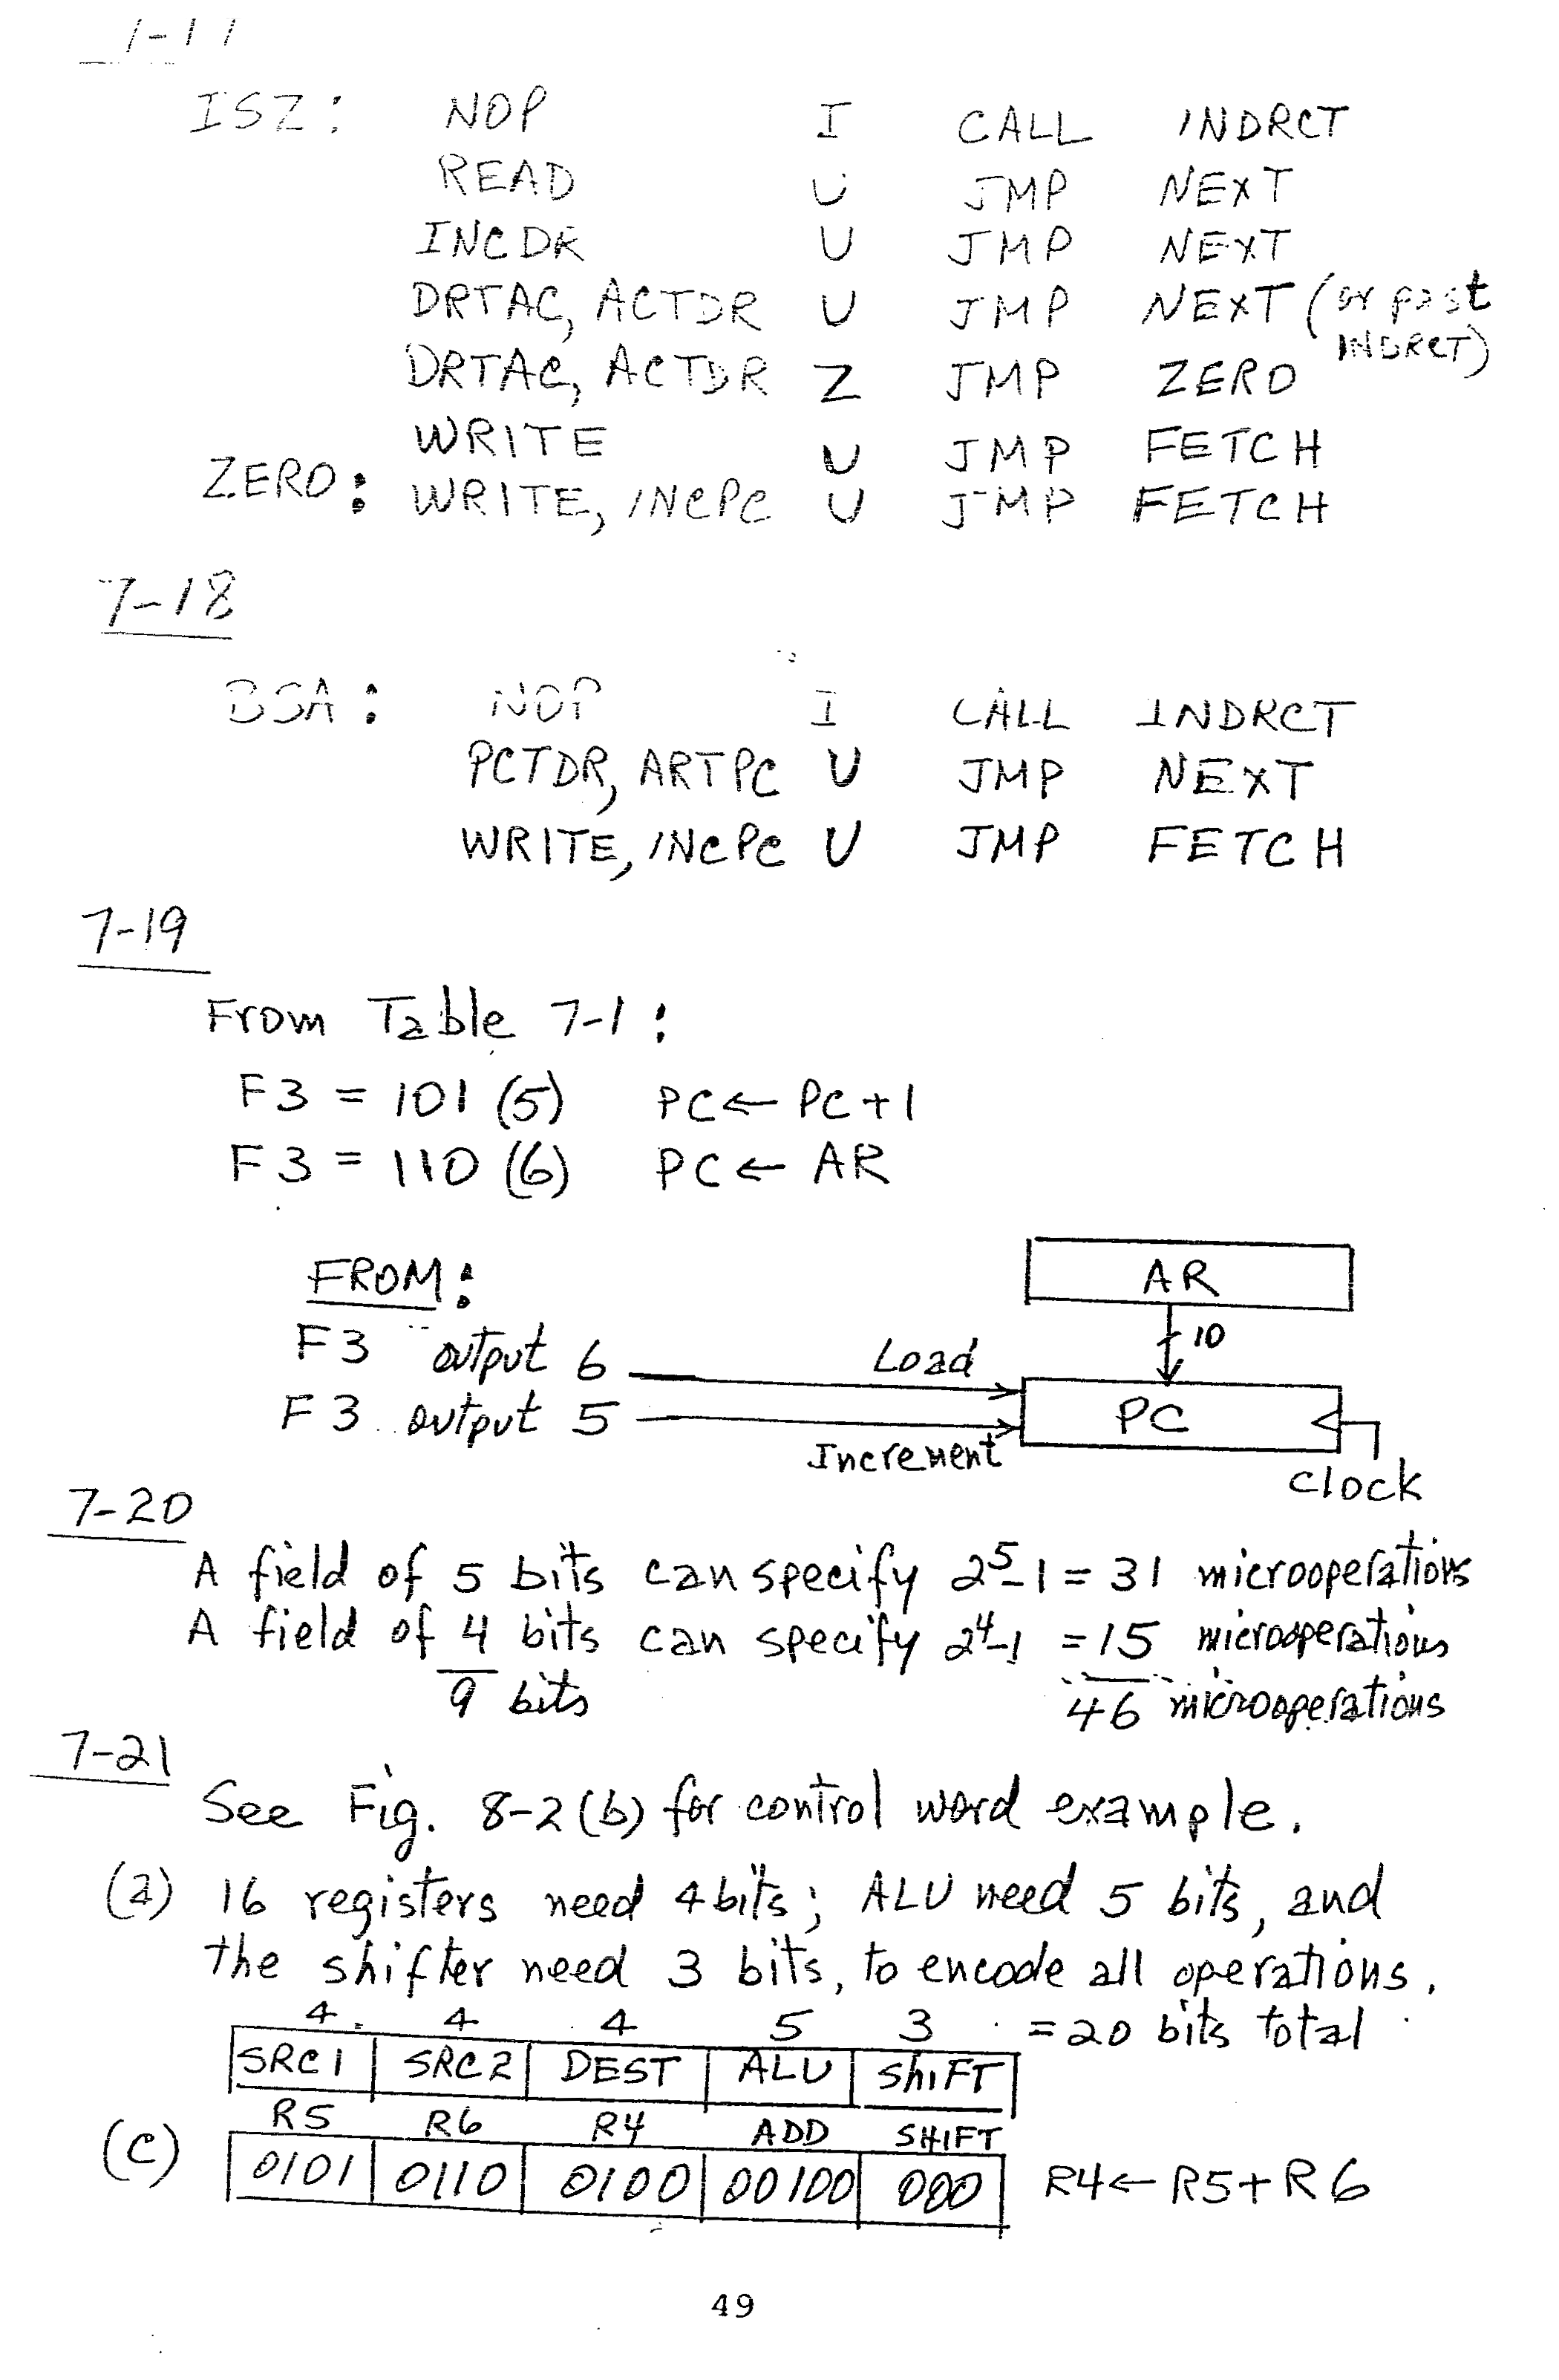 ISZ: NOP I CALL INDRCT
READ U JMP NEXT
INCDR U JMP NEXT
DRTAC, ACTDR U JMP NEXT (or past INDRCT)
DRTAC, ACTDR Z JMP ZERO
WRITE U JMP FETCH
ZERO: WRITE, INCPC U JMP FETCH
7-18
BSA: NOP I CALL INDRCT
PCTDR, ARTPC U JMP NEXT
WRITE, INCPC U JMP FETCH
7-19
From Table 7-1:
F3 = 101 (5) PC ← PC + 1
F3 = 110 (6) PC ← AR
FROM:
AR
10
F3 output 6 Load
F3 output 5 PC
Increment
Clock
7-20
A field of 5 bits can specify 2⁵-1 = 31 microoperations
A field of 4 bits can specify 2⁴-1 = 15 microoperations
9 bits 46 microoperations
7-21
See Fig. 8-2(b) for control word example.
(a) 16 registers need 4 bits; ALU need 5 bits, and
the shifter need 3 bits, to encode all operations.
4 4 4 5 3 = 20 bits total
SRC1 SRC2 DEST ALU ShIFT
R5 R6 R4 ADD SHIFT
(c) 0101 0110 0100 00100 000 R4 ← R5 + R6
49